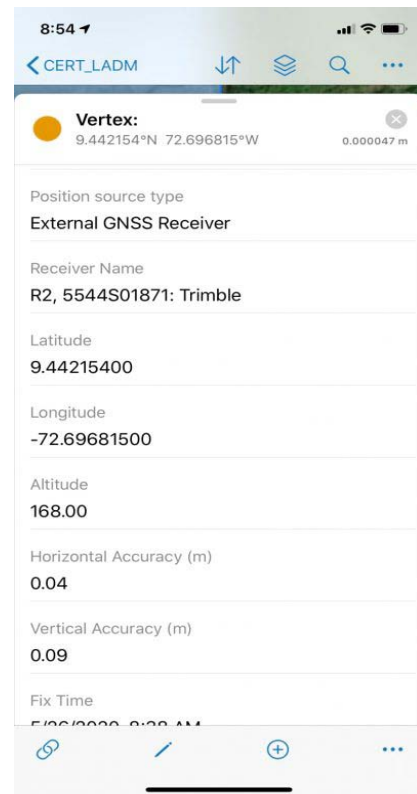 8:54
CERT_LADM
Vertex:
9.442154°N 72.696815°W
0.000047 m
Position source type
External GNSS Receiver
Receiver Name
R2, 5544S01871: Trimble
Latitude
9.44215400
Longitude
-72.69681500
Altitude
168.00
Horizontal Accuracy (m)
0.04
Vertical Accuracy (m)
0.09
Fix Time